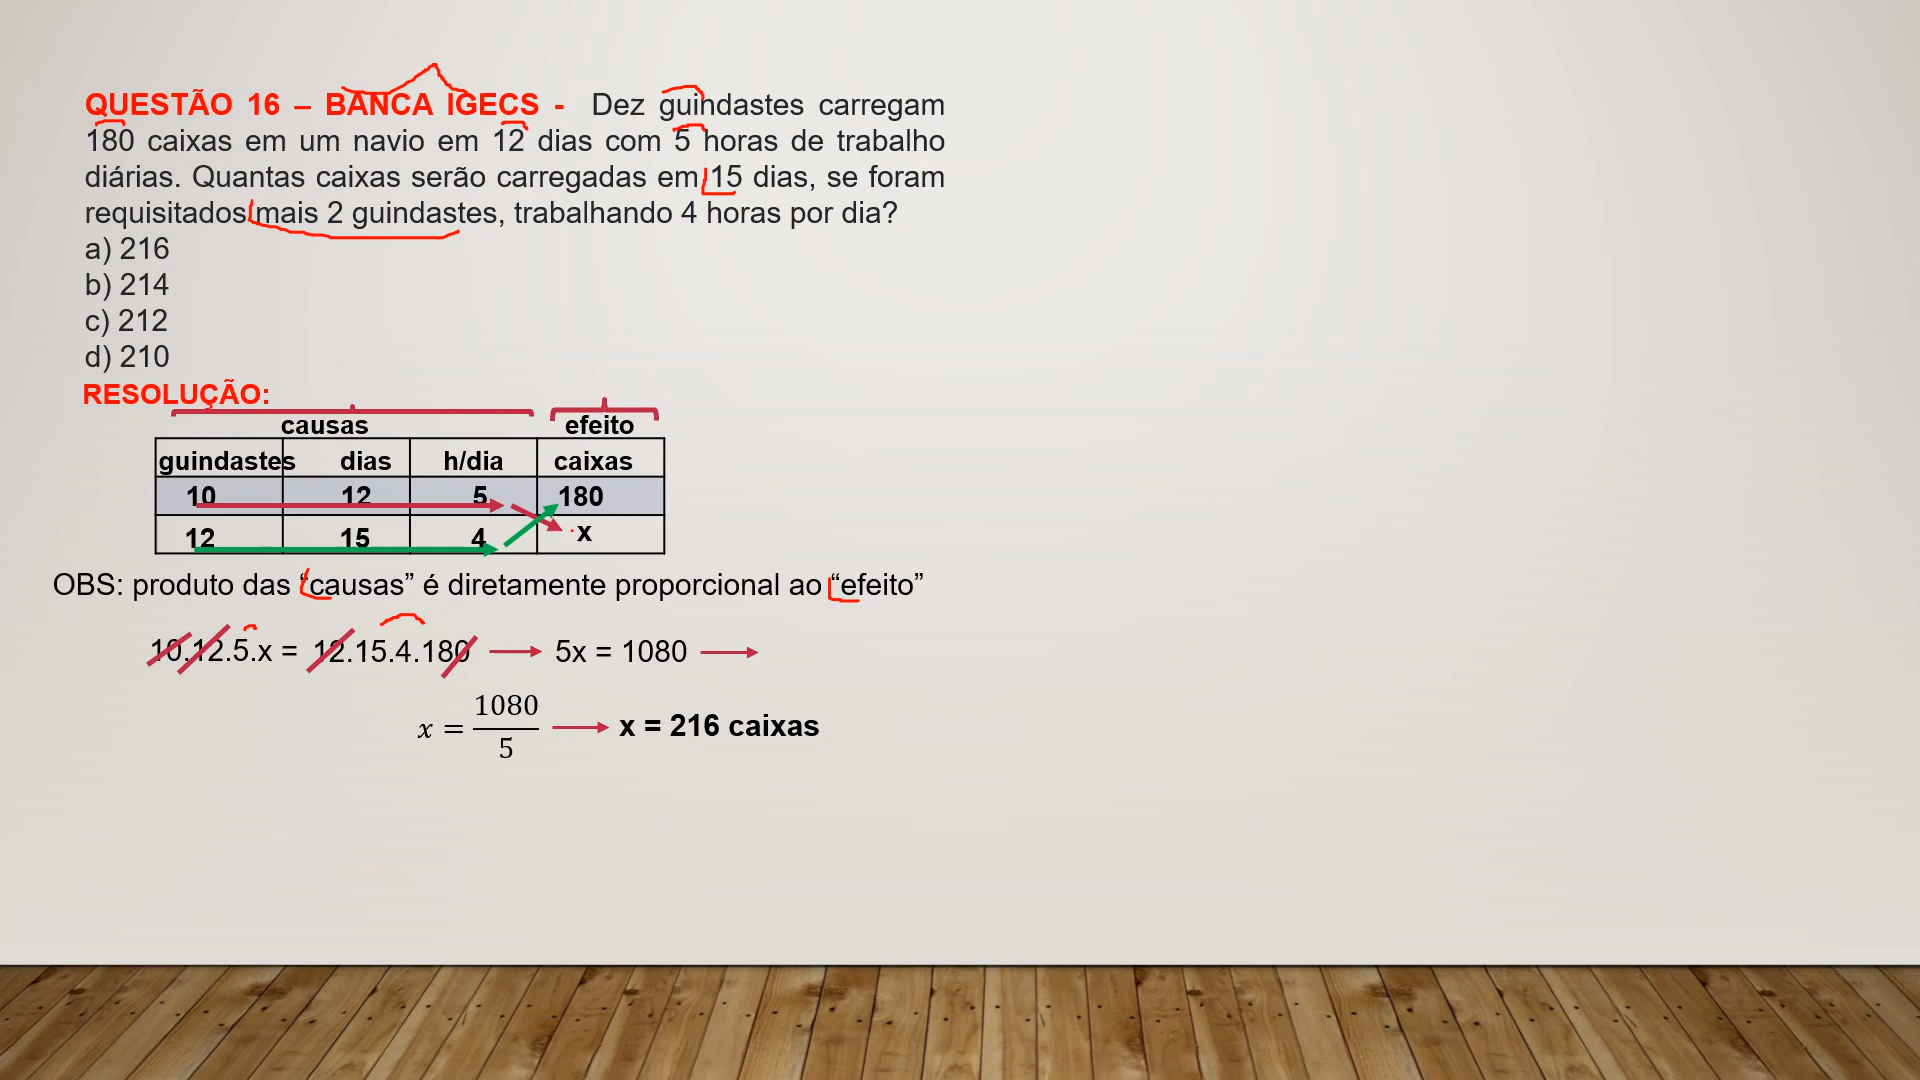 QUESTÃO 16 – BANCA IGECS - Dez guindastes carregam
180 caixas em um navio em 12 dias com 5 horas de trabalho
diárias. Quantas caixas serão carregadas em 15 dias, se foram
requisitados mais 2 guindastes, trabalhando 4 horas por dia?
a) 216
b) 214
c) 212
d) 210
RESOLUÇÃO:
causas efeito
guindastes dias h/dia caixas
10 12 5 180
12 15 4 x
OBS: produto das “causas” é diretamente proporcional ao “efeito”
10.12.5.x = 12.15.4.180 → 5x = 1080 →
x = 1080/5 → x = 216 caixas